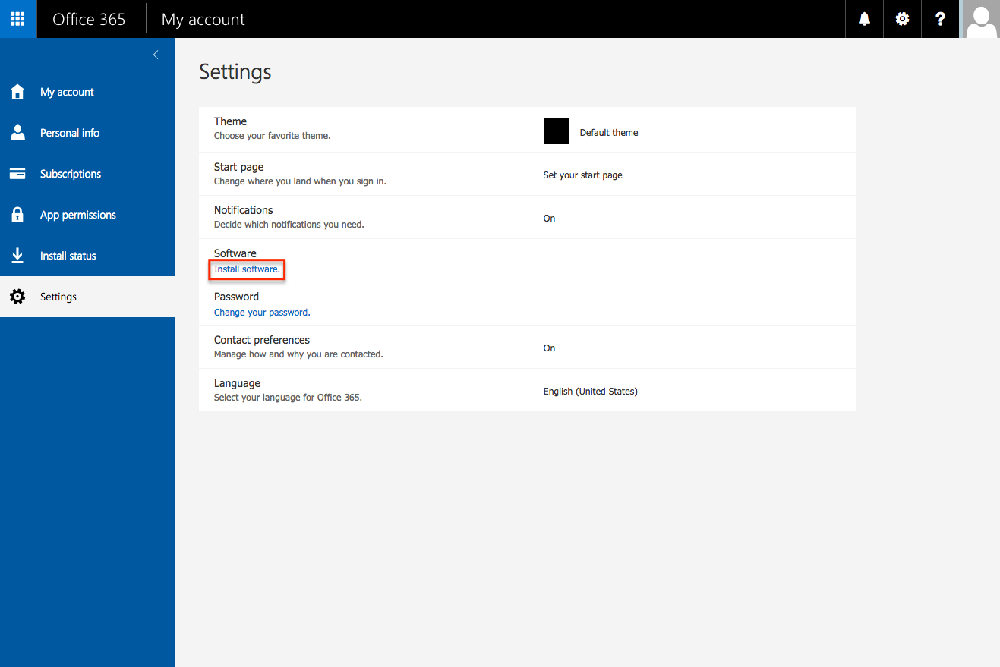 Office 365
My account
?
My account
Personal info
Subscriptions
App permissions
Install status
Settings
Settings
Theme
Choose your favorite theme.
Default theme
Start page
Change where you land when you sign in.
Set your start page
Notifications
Decide which notifications you need.
On
Software
Install software.
Password
Change your password.
Contact preferences
Manage how and why you are contacted.
On
Language
Select your language for Office 365.
English (United States)